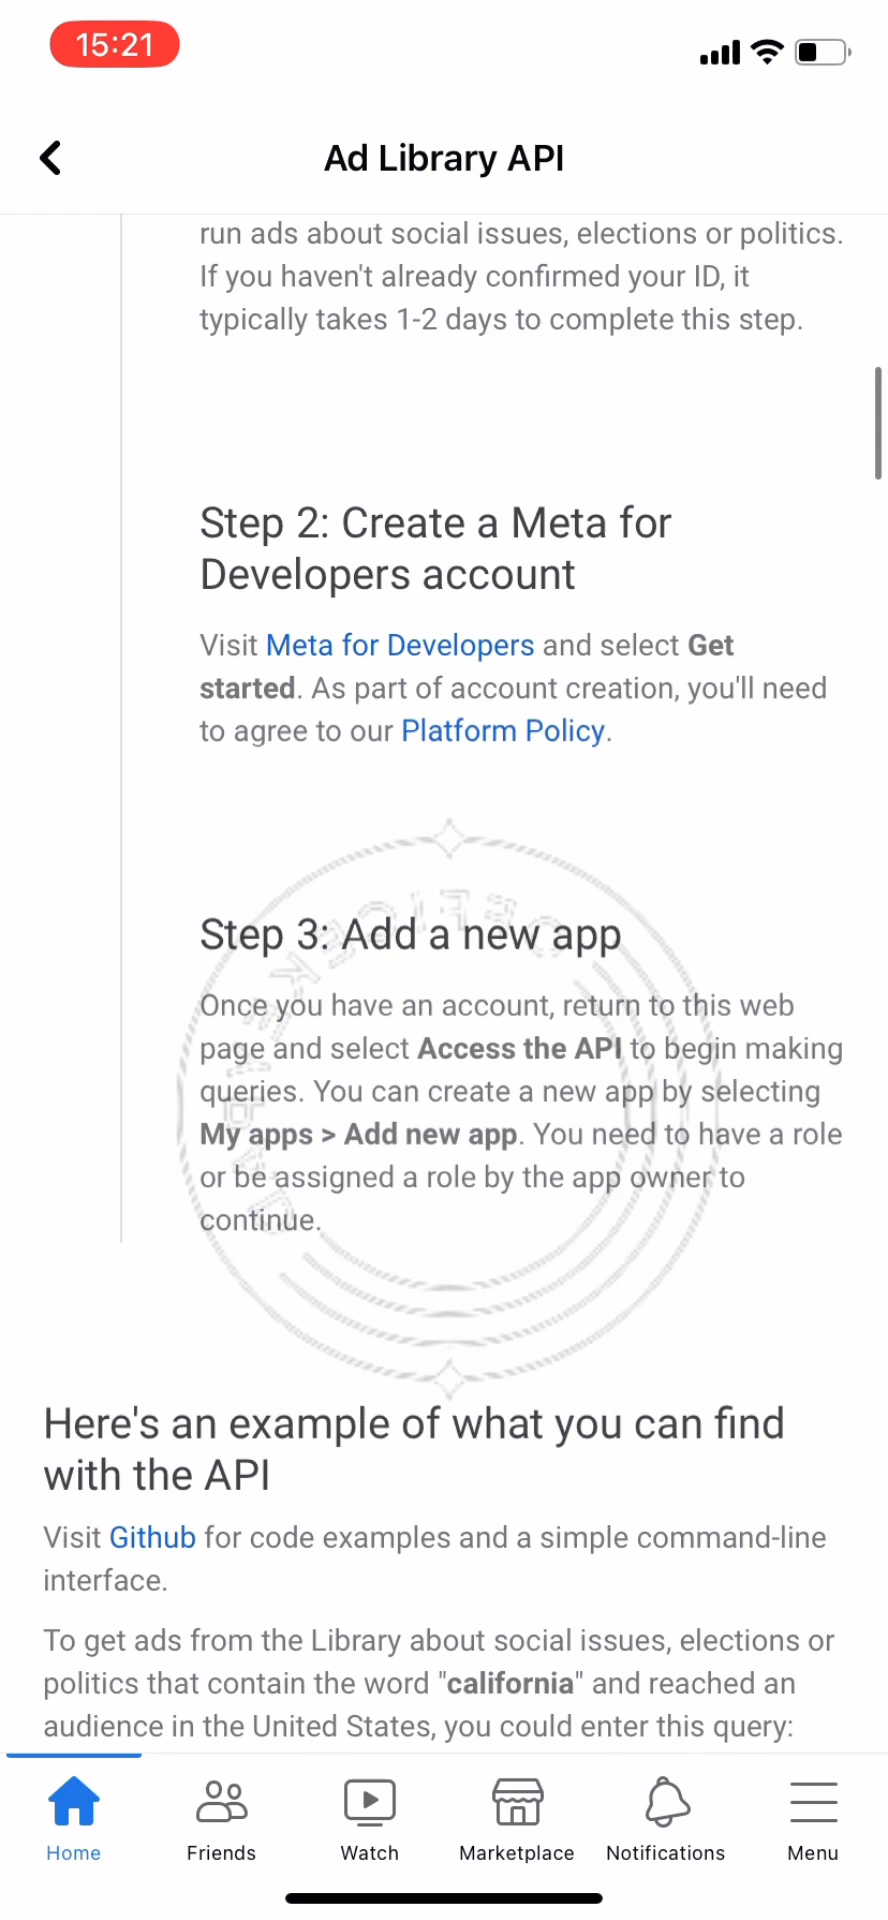 15:21
Ad Library API
run ads about social issues, elections or politics.
If you haven't already confirmed your ID, it
typically takes 1-2 days to complete this step.
Step 2: Create a Meta for
Developers account
Visit Meta for Developers and select Get
started. As part of account creation, you'll need
to agree to our Platform Policy.
Step 3: Add a new app
Once you have an account, return to this web
page and select Access the API to begin making
queries. You can create a new app by selecting
My apps > Add new app. You need to have a role
or be assigned a role by the app owner to
continue.
Here's an example of what you can find
with the API
Visit Github for code examples and a simple command-line
interface.
To get ads from the Library about social issues, elections or
politics that contain the word "california" and reached an
audience in the United States, you could enter this query:
Home Friends Watch Marketplace Notifications Menu